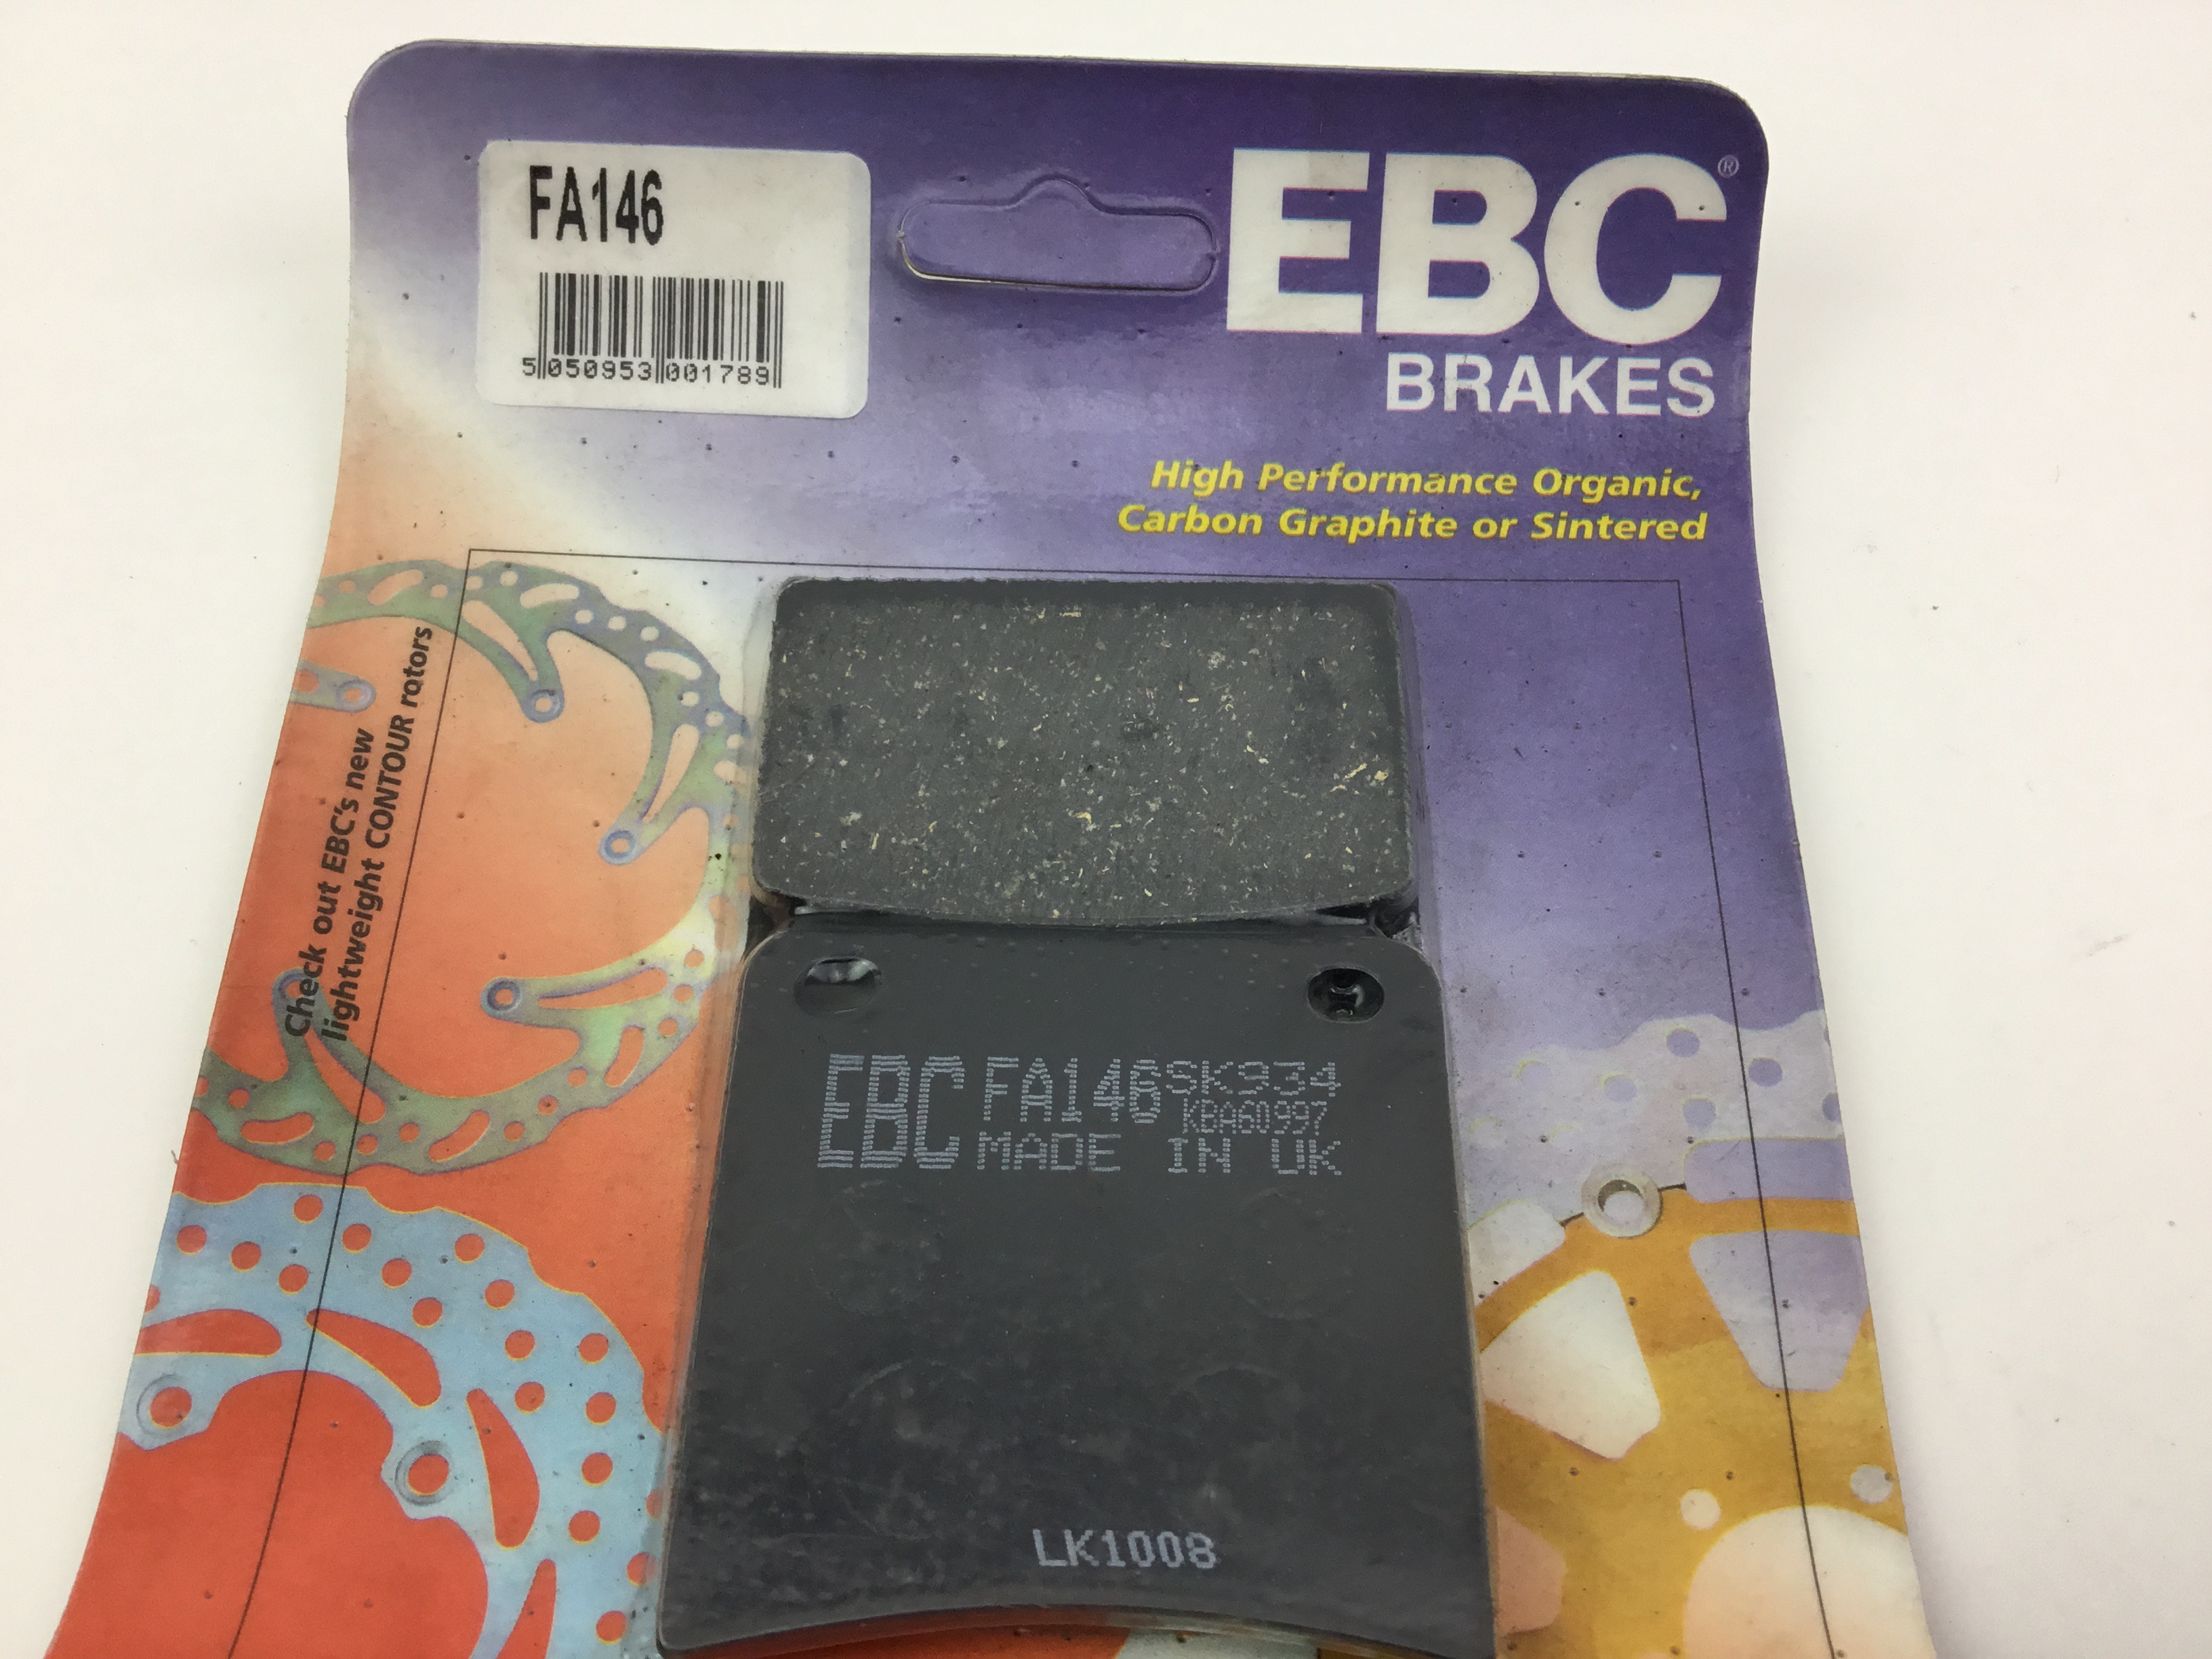 FA146
5 050953 001789
EBC®
BRAKES
High Performance Organic,
Carbon Graphite or Sintered
Check out EBC's new
lightweight CONTOUR rotors
EBC FA146 SK934
KBA60997
MADE IN UK
LK1008